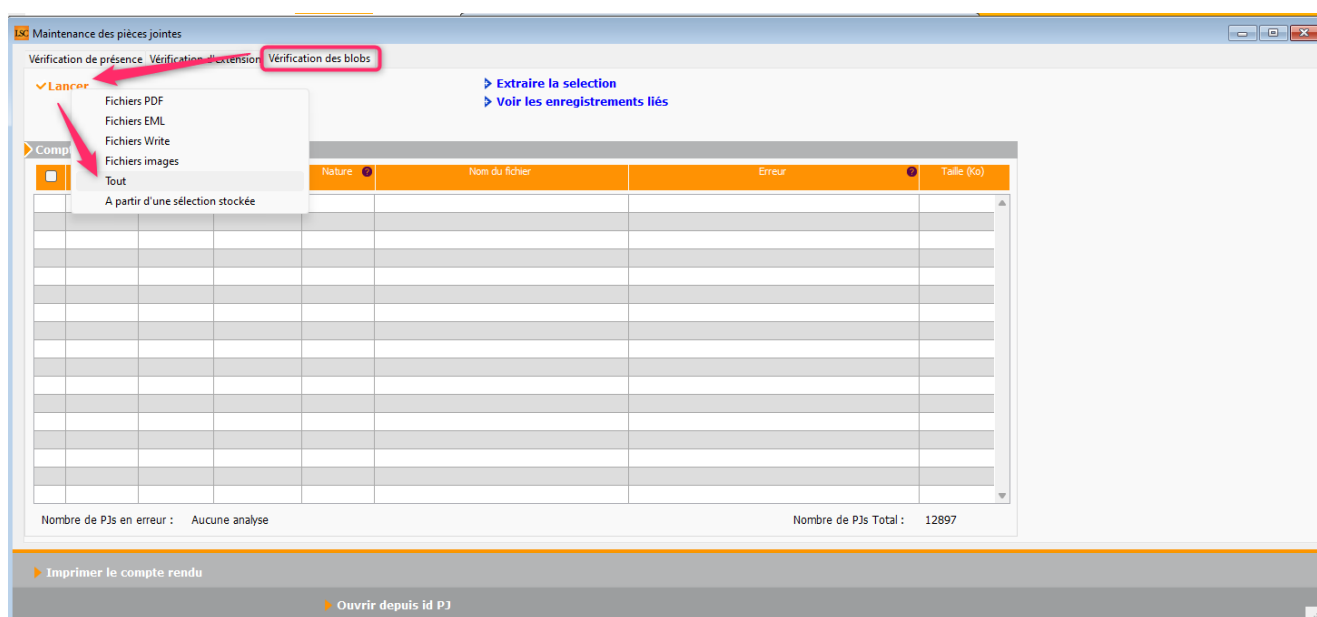 LSC Maintenance des pièces jointes
Vérification de présence Vérification d'extension Vérification des blobs
Lancer
Extraire la selection
Voir les enregistrements liés
Fichiers PDF
Fichiers EML
Fichiers Write
Fichiers images
Tout
A partir d'une sélection stockée
Nature ? Nom du fichier Erreur ? Taille (Ko)
Nombre de PJs en erreur : Aucune analyse Nombre de PJs Total : 12897
Imprimer le compte rendu
Ouvrir depuis id PJ